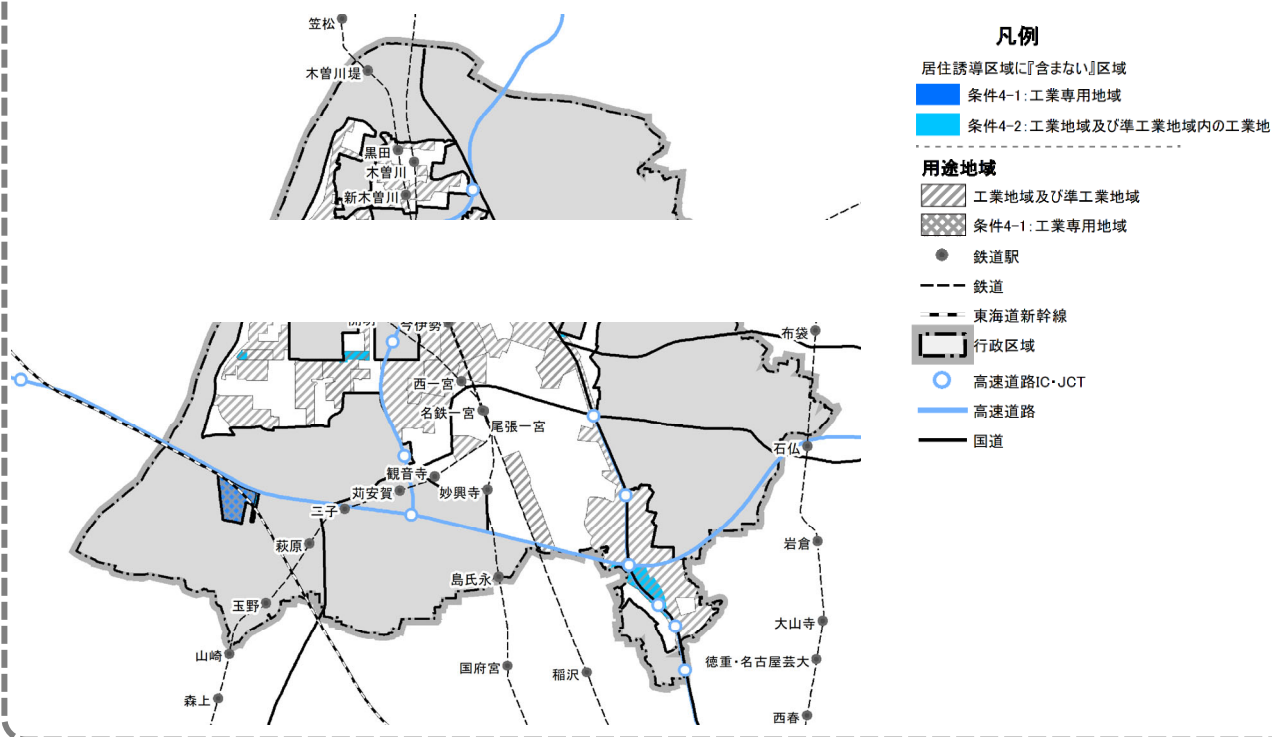 笠松
木曽川堤
黒田
木曽川
新木曽川
今伊勢
布袋
西一宮
名鉄一宮
尾張一宮
石仏
観音寺
苅安賀
妙興寺
二子
萩原
岩倉
島氏永
玉野
大山寺
山崎
国府宮
稲沢
徳重・名古屋芸大
森上
西春
凡例
居住誘導区域に『含まない』区域
条件4-1:工業専用地域
条件4-2:工業地域及び準工業地域内の工業地
用途地域
工業地域及び準工業地域
条件4-1:工業専用地域
鉄道駅
鉄道
東海道新幹線
行政区域
高速道路IC・JCT
高速道路
国道